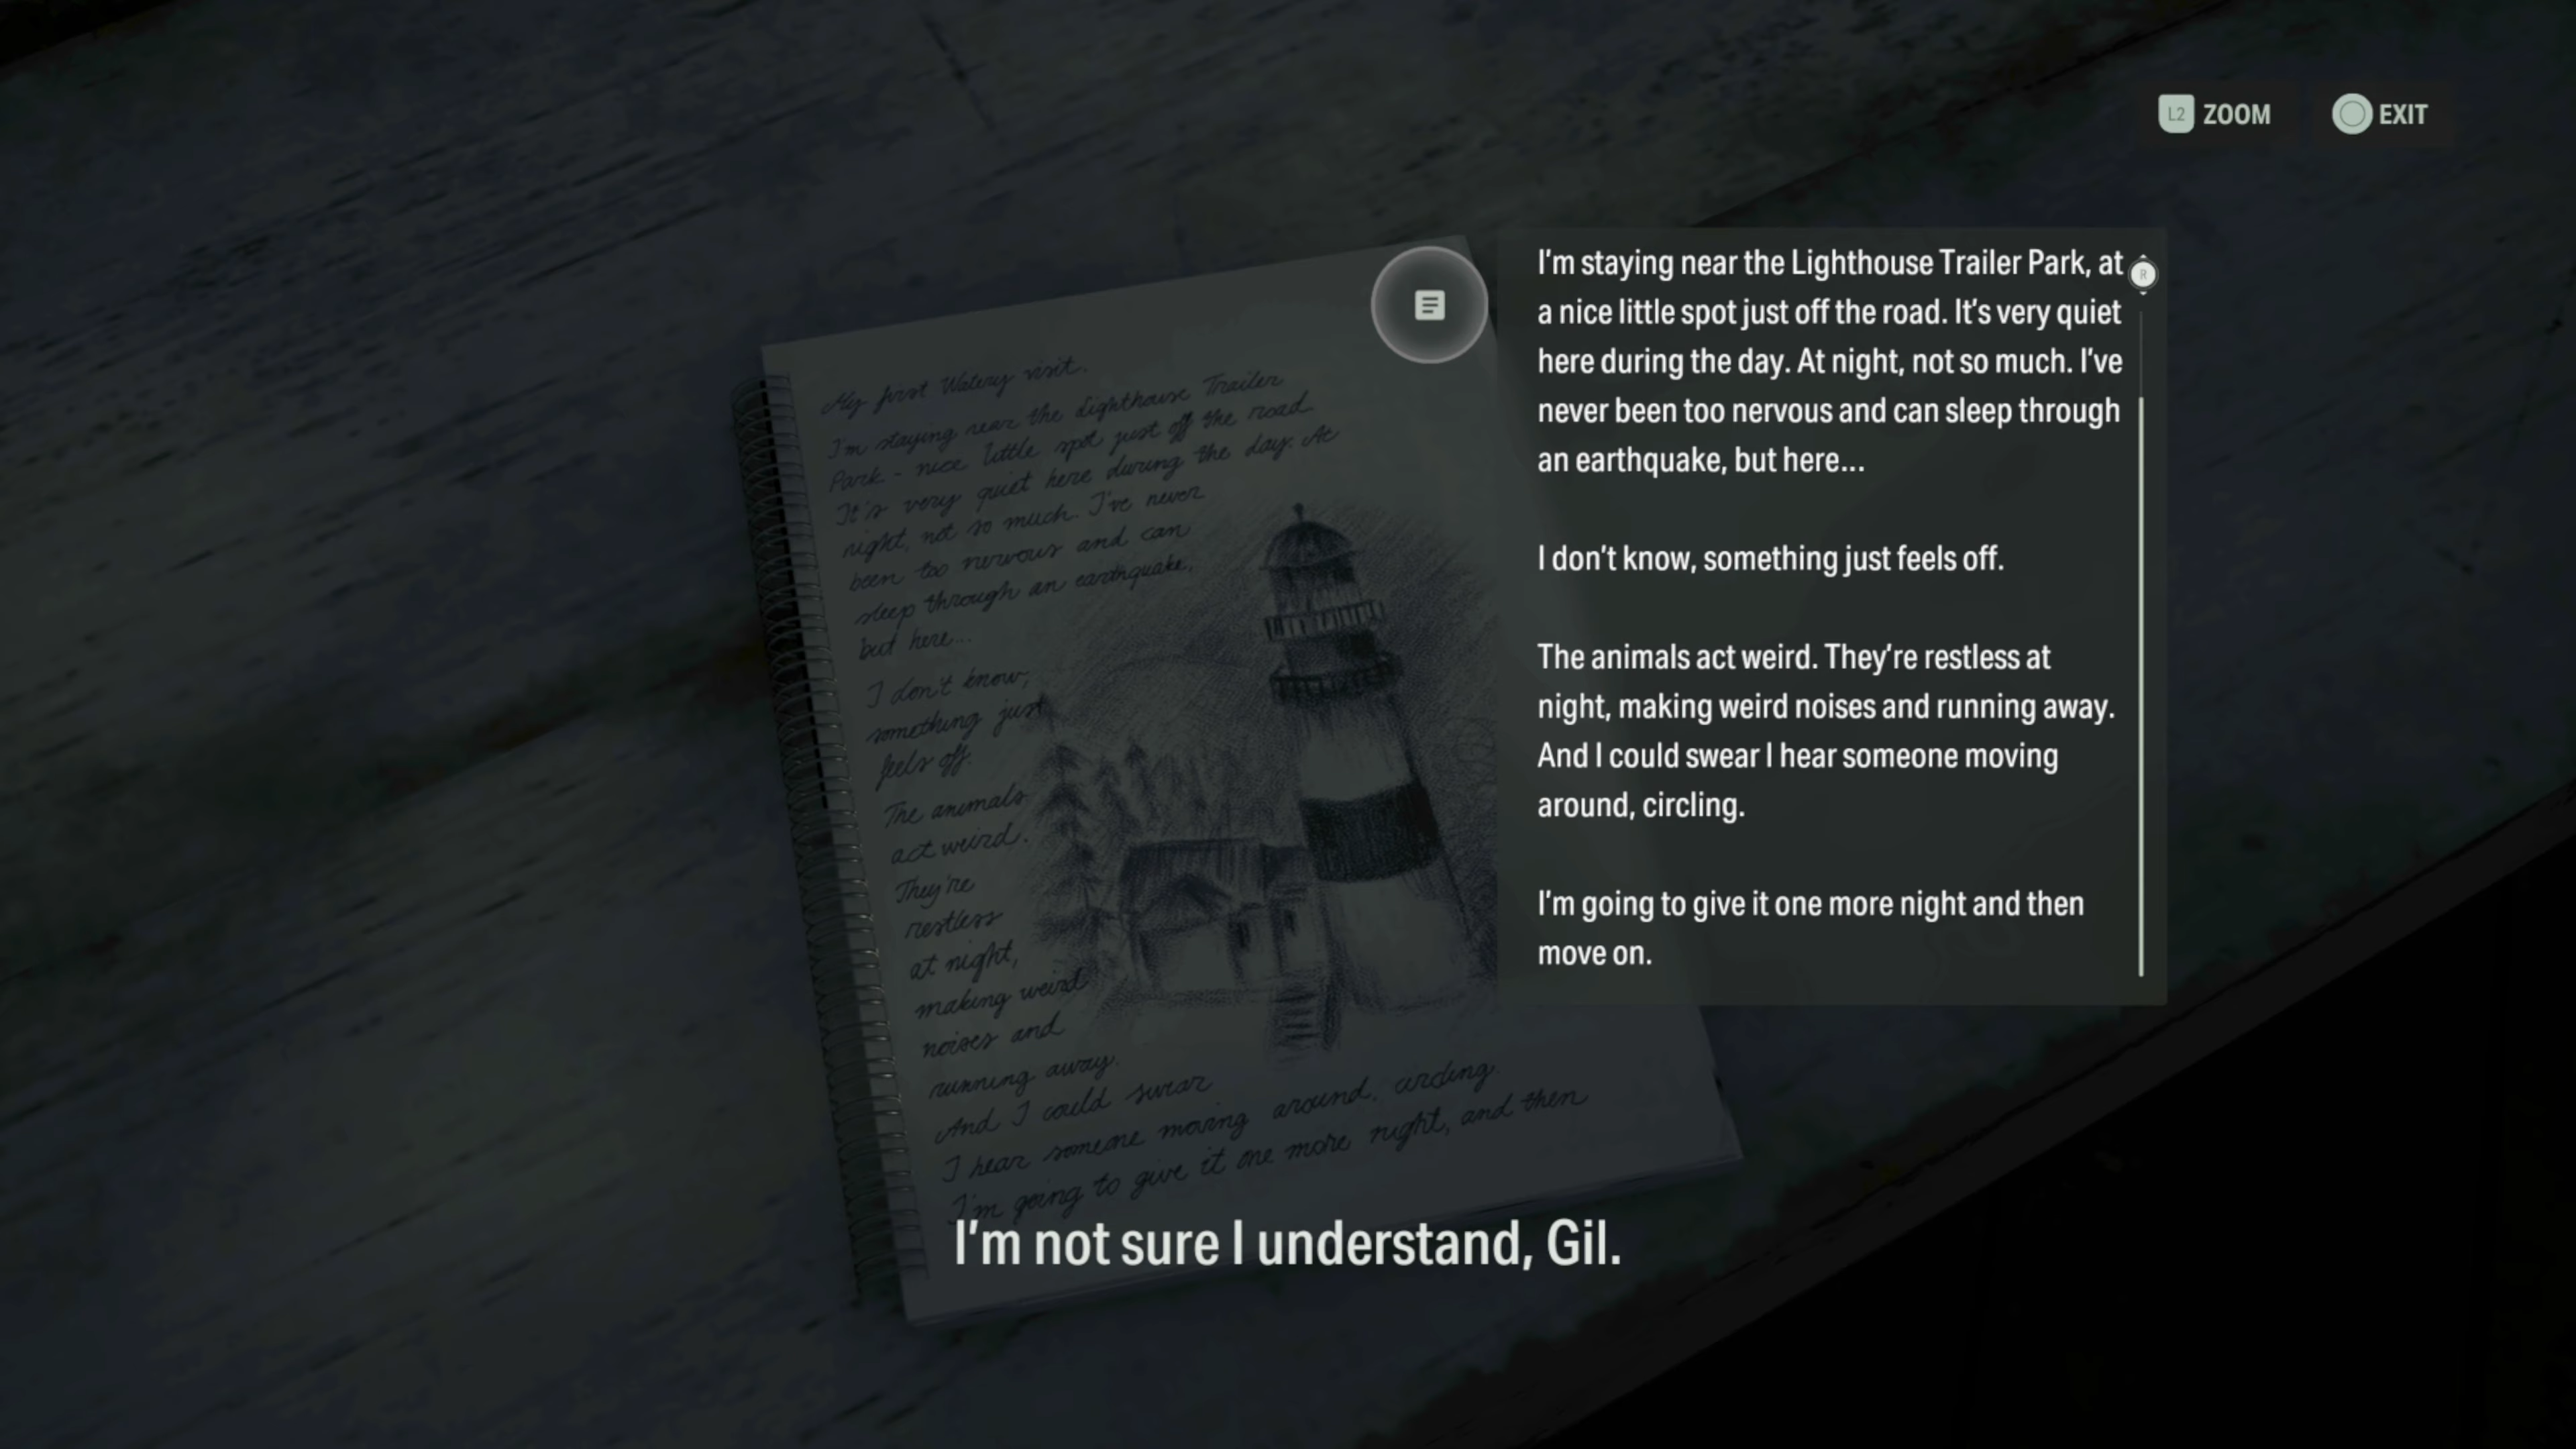 L2 ZOOM
EXIT
My first Watery visit.
I'm staying near the Lighthouse Trailer
Park - nice little spot just off the road.
It's very quiet here during the day. At
night, not so much. I've never
been too nervous and can
sleep through an earthquake,
but here...
I don't know,
something just
feels off.
The animals
act weird.
They're
restless
at night,
making weird
noises and
running away.
And I could swear
I hear someone moving around, circling.
I'm going to give it one more night, and then
I'm staying near the Lighthouse Trailer Park, at
R
a nice little spot just off the road. It's very quiet
here during the day. At night, not so much. I've
never been too nervous and can sleep through
an earthquake, but here...
I don't know, something just feels off.
The animals act weird. They're restless at
night, making weird noises and running away.
And I could swear I hear someone moving
around, circling.
I'm going to give it one more night and then
move on.
I'm not sure I understand, Gil.